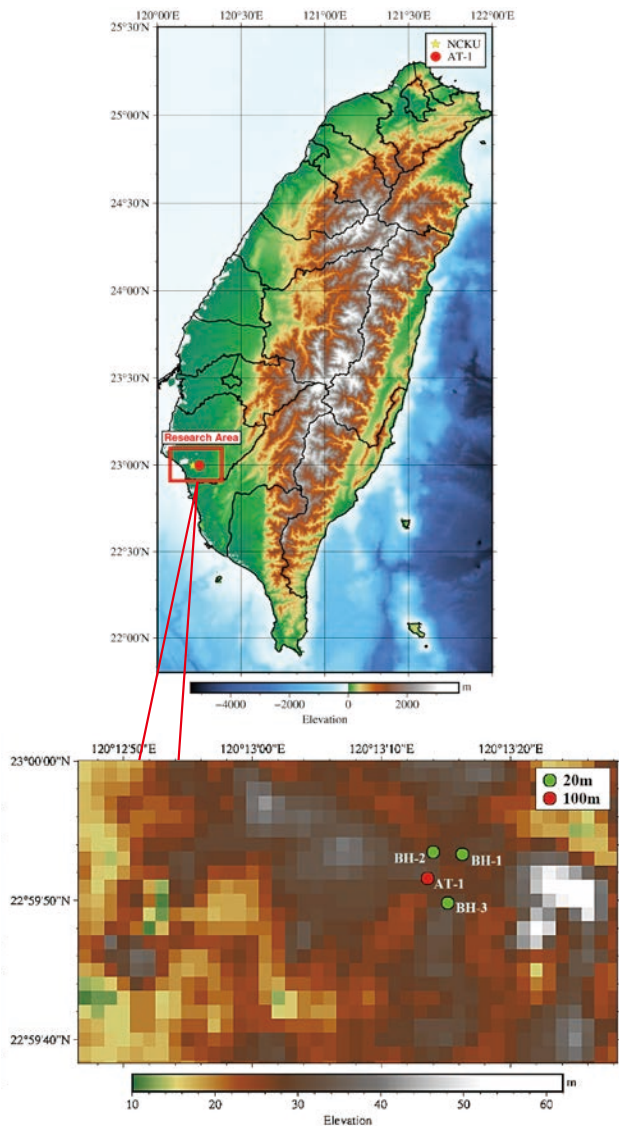 120°00'E 120°30'E 121°00'E 121°30'E 122°00'E
25°30'N
NCKU
AT-1
25°00'N
24°30'N
24°00'N
23°30'N
Research Area
23°00'N
22°30'N
22°00'N
m
−4000 −2000 0 2000
Elevation
120°12'50"E 120°13'00"E 120°13'10"E 120°13'20"E
23°00'00"N
20m
100m
BH-2 BH-1
AT-1
22°59'50"N
BH-3
22°59'40"N
m
10 20 30 40 50 60
Elevation